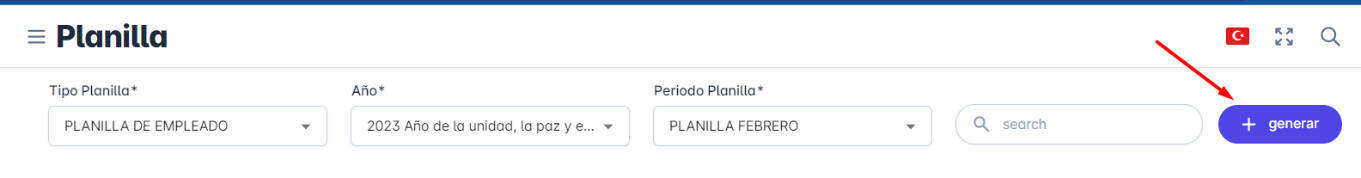 Planilla
Tipo Planilla*
Año*
Periodo Planilla*
PLANILLA DE EMPLEADO
2023 Año de la unidad, la paz y e...
PLANILLA FEBRERO
search
+ generar